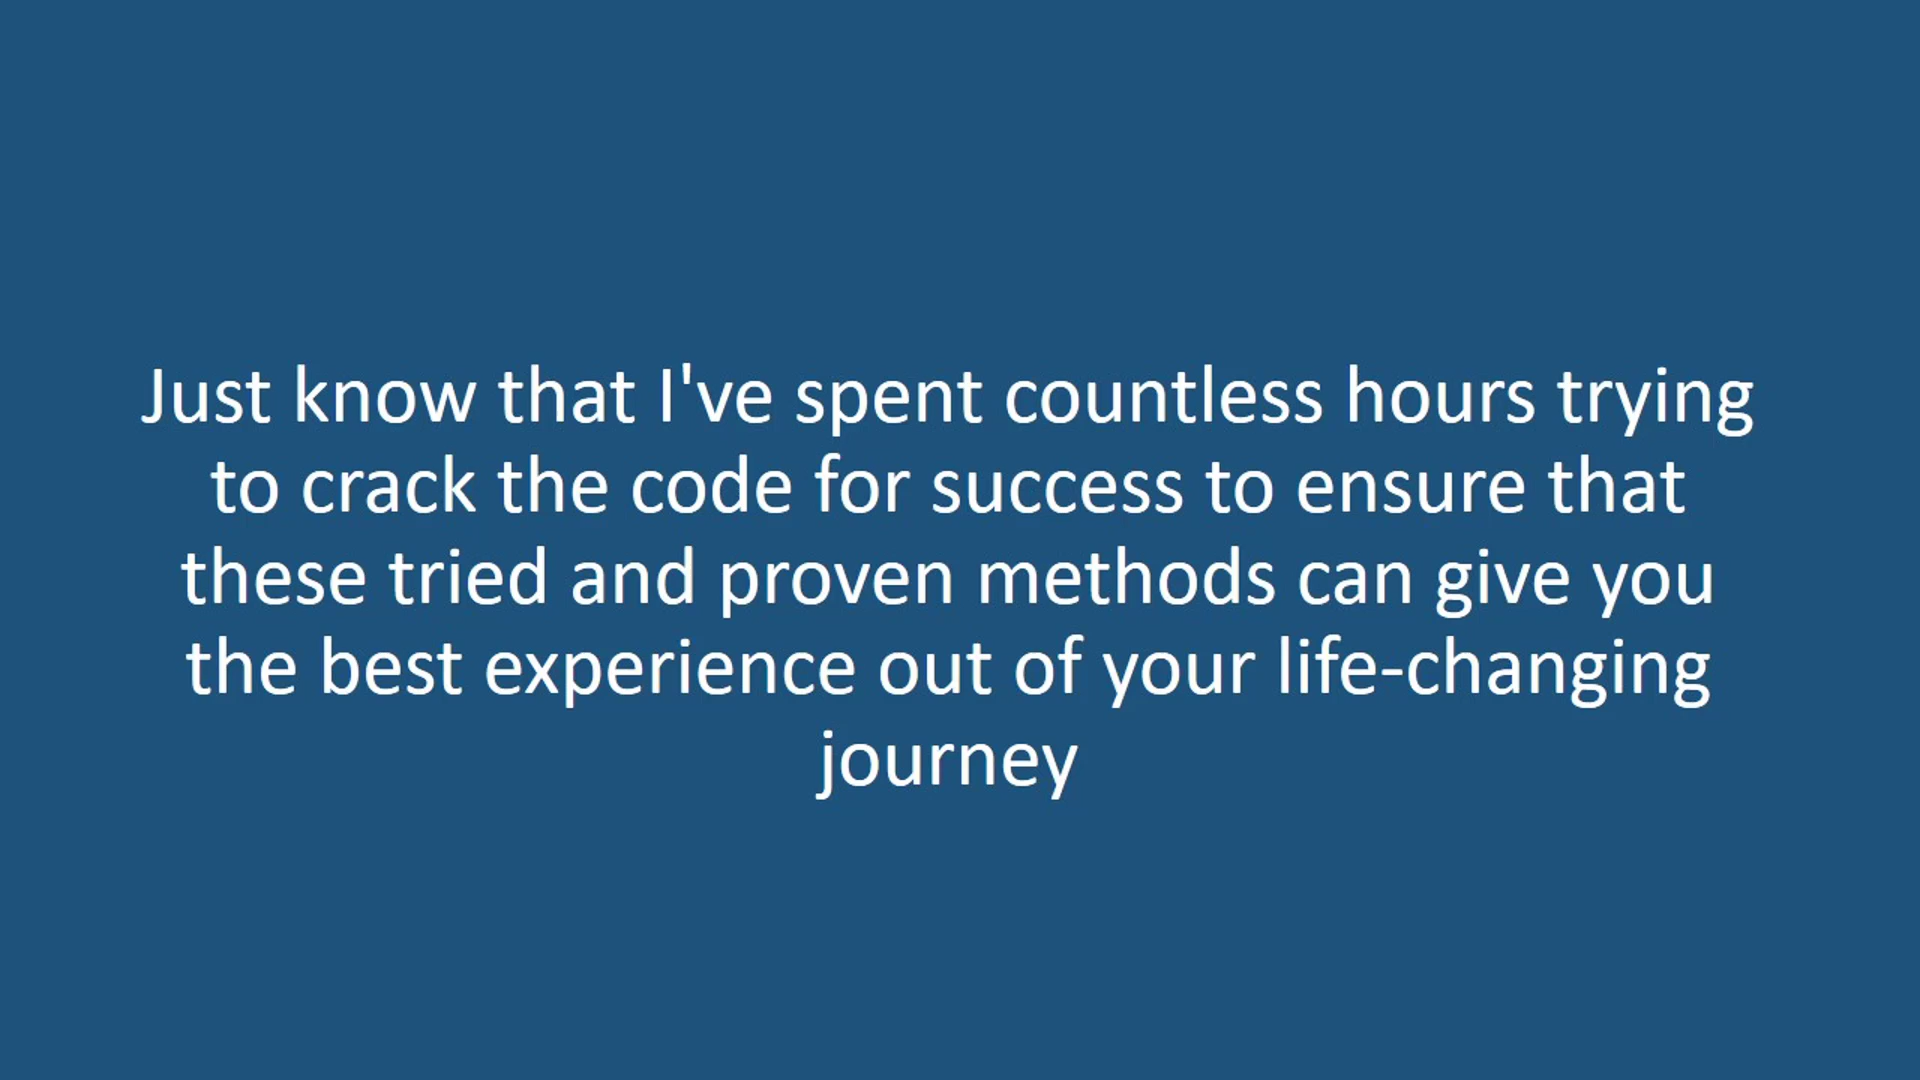 Just know that I've spent countless hours trying
to crack the code for success to ensure that
these tried and proven methods can give you
the best experience out of your life-changing
journey